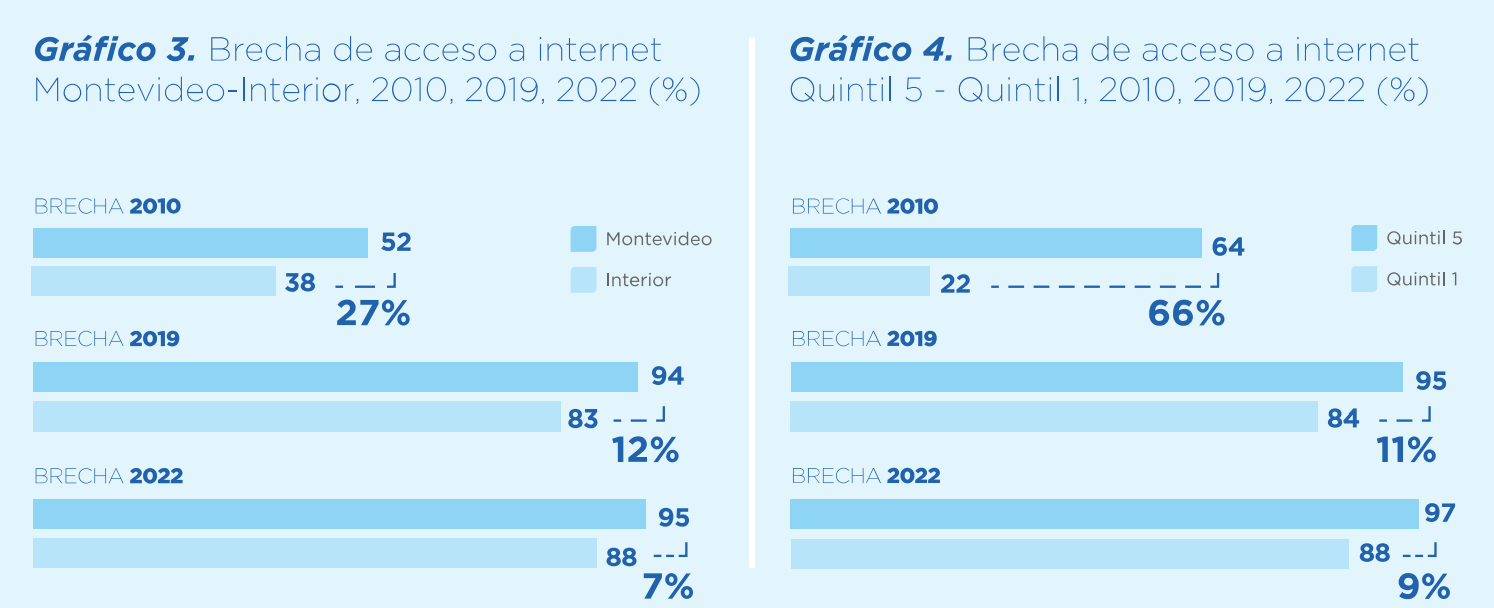 Gráfico 3. Brecha de acceso a internet
Montevideo-Interior, 2010, 2019, 2022 (%)
BRECHA 2010
52
Montevideo
38
Interior
27%
BRECHA 2019
94
83
12%
BRECHA 2022
95
88
7%
Gráfico 4. Brecha de acceso a internet
Quintil 5 - Quintil 1, 2010, 2019, 2022 (%)
BRECHA 2010
64
Quintil 5
22
Quintil 1
66%
BRECHA 2019
95
84
11%
BRECHA 2022
97
88
9%